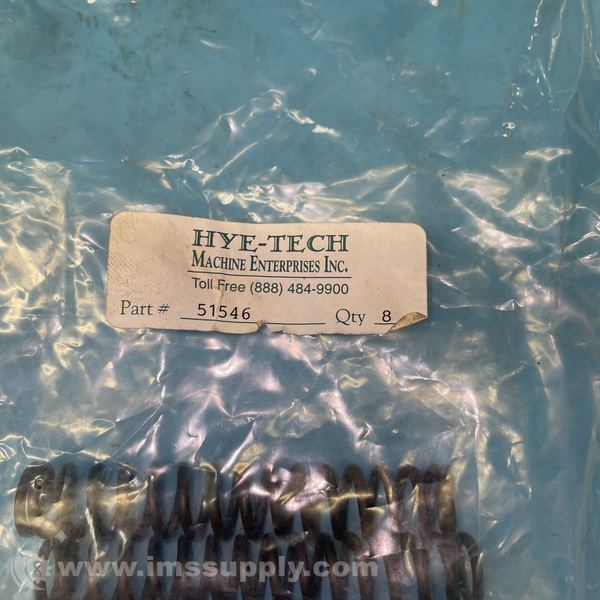 HYE-TECH
MACHINE ENTERPRISES INC.
Toll Free (888) 484-9900
Part # 51546 Qty 8
www.imssupply.com